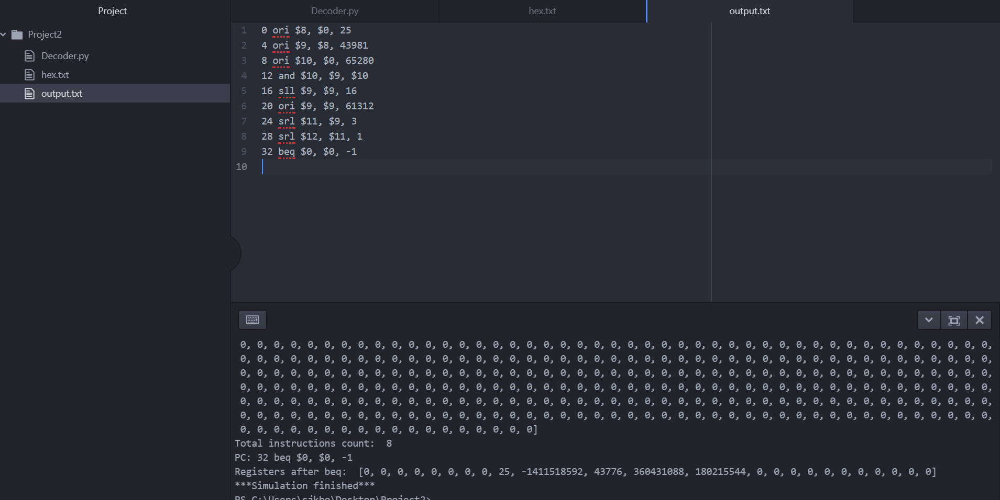 Project
Project2
Decoder.py
hex.txt
output.txt
Decoder.py
hex.txt
output.txt
1 0 ori $8, $0, 25
2 4 ori $9, $8, 43981
3 8 ori $10, $0, 65280
4 12 and $10, $9, $10
5 16 sll $9, $9, 16
6 20 ori $9, $9, 61312
7 24 srl $11, $9, 3
8 28 srl $12, $11, 1
9 32 beq $0, $0, -1
10
0, 0, 0, 0, 0, 0, 0, 0, 0, 0, 0, 0, 0, 0, 0, 0, 0, 0, 0, 0, 0, 0, 0, 0, 0, 0, 0, 0, 0, 0, 0, 0, 0, 0, 0, 0, 0, 0, 0, 0, 0, 0, 0, 0, 0,
0, 0, 0, 0, 0, 0, 0, 0, 0, 0, 0, 0, 0, 0, 0, 0, 0, 0, 0, 0, 0, 0, 0, 0, 0, 0, 0, 0, 0, 0, 0, 0, 0, 0, 0, 0, 0, 0, 0, 0, 0, 0, 0, 0, 0,
0, 0, 0, 0, 0, 0, 0, 0, 0, 0, 0, 0, 0, 0, 0, 0, 0, 0, 0, 0, 0, 0, 0, 0, 0, 0, 0, 0, 0, 0, 0, 0, 0, 0, 0, 0, 0, 0, 0, 0, 0, 0, 0, 0, 0,
0, 0, 0, 0, 0, 0, 0, 0, 0, 0, 0, 0, 0, 0, 0, 0, 0, 0, 0, 0, 0, 0, 0, 0, 0, 0, 0, 0, 0, 0, 0, 0, 0, 0, 0, 0, 0, 0, 0, 0, 0, 0, 0, 0, 0,
0, 0, 0, 0, 0, 0, 0, 0, 0, 0, 0, 0, 0, 0, 0, 0, 0, 0, 0, 0, 0, 0, 0, 0, 0, 0, 0, 0, 0, 0, 0, 0, 0, 0, 0, 0, 0, 0, 0, 0, 0, 0, 0, 0, 0,
0, 0, 0, 0, 0, 0, 0, 0, 0, 0, 0, 0, 0, 0, 0, 0, 0, 0, 0, 0, 0, 0, 0, 0, 0, 0, 0, 0, 0, 0, 0, 0, 0, 0, 0, 0, 0, 0, 0, 0, 0, 0, 0, 0, 0,
0, 0, 0, 0, 0, 0, 0, 0, 0, 0, 0, 0, 0, 0, 0, 0, 0, 0]
Total instructions count:  8
PC: 32 beq $0, $0, -1
Registers after beq:  [0, 0, 0, 0, 0, 0, 0, 0, 25, -1411518592, 43776, 360431088, 180215544, 0, 0, 0, 0, 0, 0, 0, 0, 0, 0, 0]
***Simulation finished***
PS